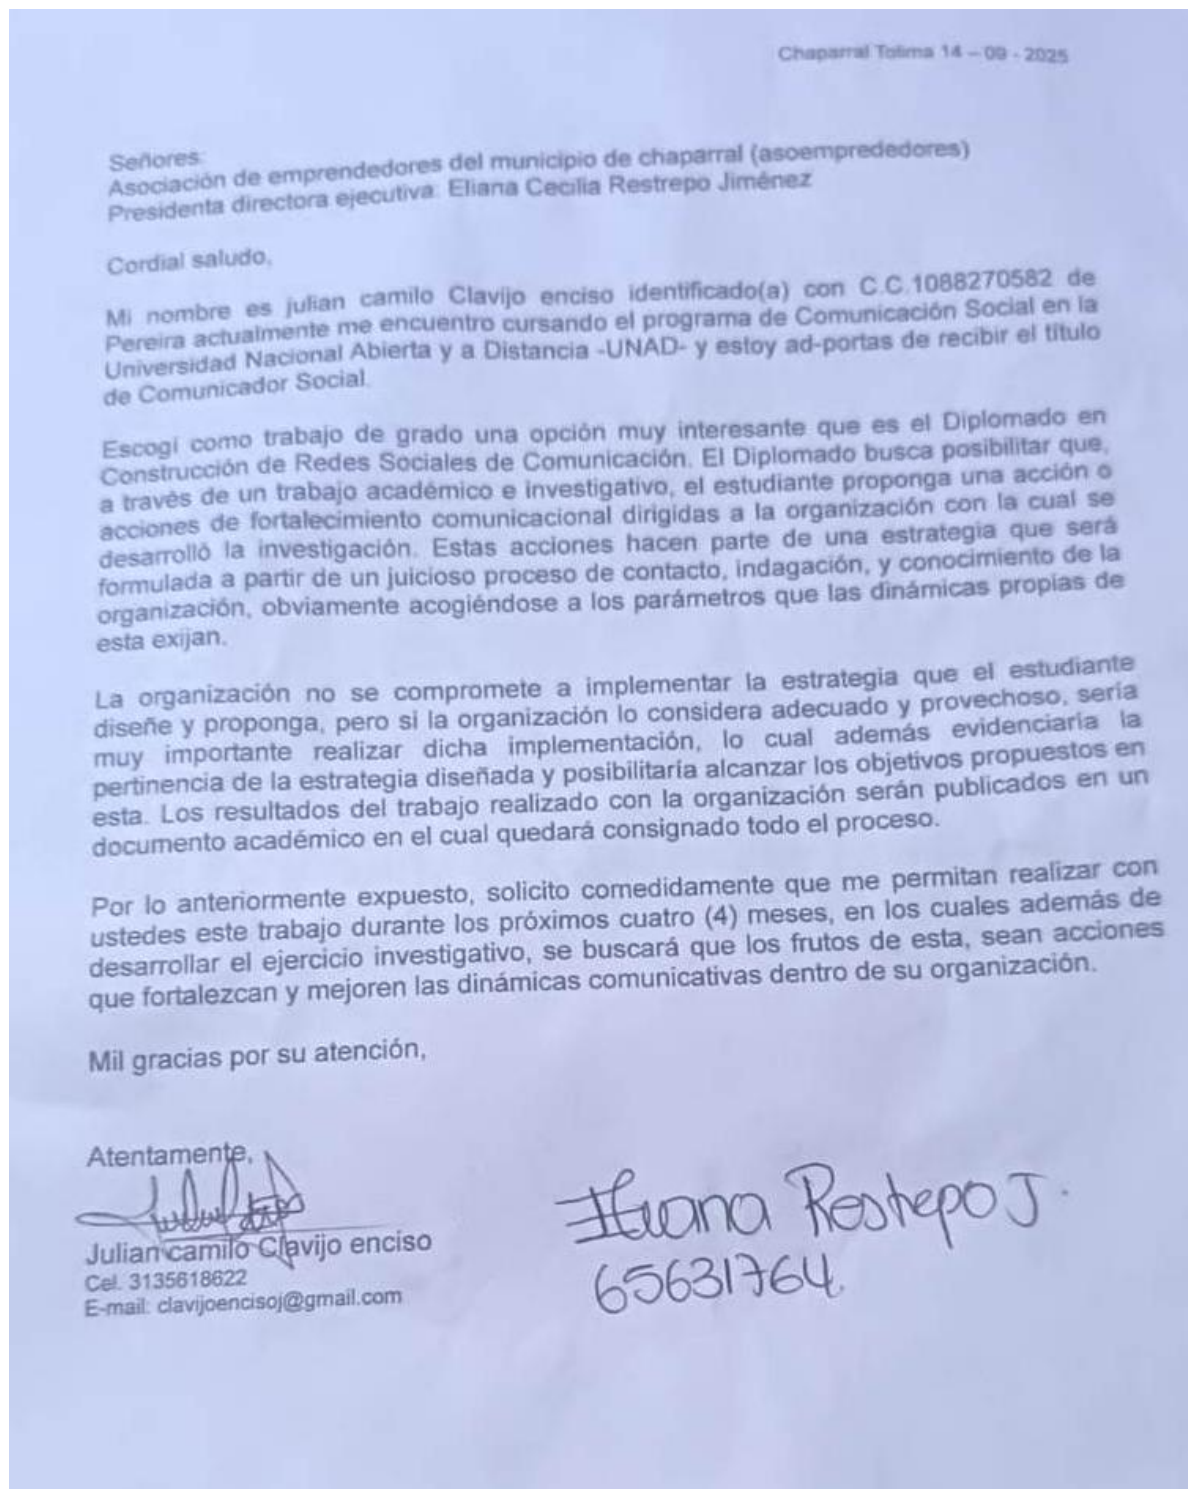 Chaparral Tolima 14 – 09 - 2025
Señores:
Asociación de emprendedores del municipio de chaparral (asoemprededores)
Presidenta directora ejecutiva: Eliana Cecilia Restrepo Jiménez
Cordial saludo,
Mi nombre es julian camilo Clavijo enciso identificado(a) con C.C.1088270582 de
Pereira actualmente me encuentro cursando el programa de Comunicación Social en la
Universidad Nacional Abierta y a Distancia -UNAD- y estoy ad-portas de recibir el título
de Comunicador Social.
Escogí como trabajo de grado una opción muy interesante que es el Diplomado en
Construcción de Redes Sociales de Comunicación. El Diplomado busca posibilitar que,
a través de un trabajo académico e investigativo, el estudiante proponga una acción o
acciones de fortalecimiento comunicacional dirigidas a la organización con la cual se
desarrolló la investigación. Estas acciones hacen parte de una estrategia que será
formulada a partir de un juicioso proceso de contacto, indagación, y conocimiento de la
organización, obviamente acogiéndose a los parámetros que las dinámicas propias de
esta exijan.
La organización no se compromete a implementar la estrategia que el estudiante
diseñe y proponga, pero si la organización lo considera adecuado y provechoso, sería
muy importante realizar dicha implementación, lo cual además evidenciaría la
pertinencia de la estrategia diseñada y posibilitaría alcanzar los objetivos propuestos en
esta. Los resultados del trabajo realizado con la organización serán publicados en un
documento académico en el cual quedará consignado todo el proceso.
Por lo anteriormente expuesto, solicito comedidamente que me permitan realizar con
ustedes este trabajo durante los próximos cuatro (4) meses, en los cuales además de
desarrollar el ejercicio investigativo, se buscará que los frutos de esta, sean acciones
que fortalezcan y mejoren las dinámicas comunicativas dentro de su organización.
Mil gracias por su atención,
Atentamente,
Julian camilo Clavijo enciso
Cel. 3135618622
E-mail: clavijoencisoj@gmail.com
Eliana Restrepo J.
65631764.